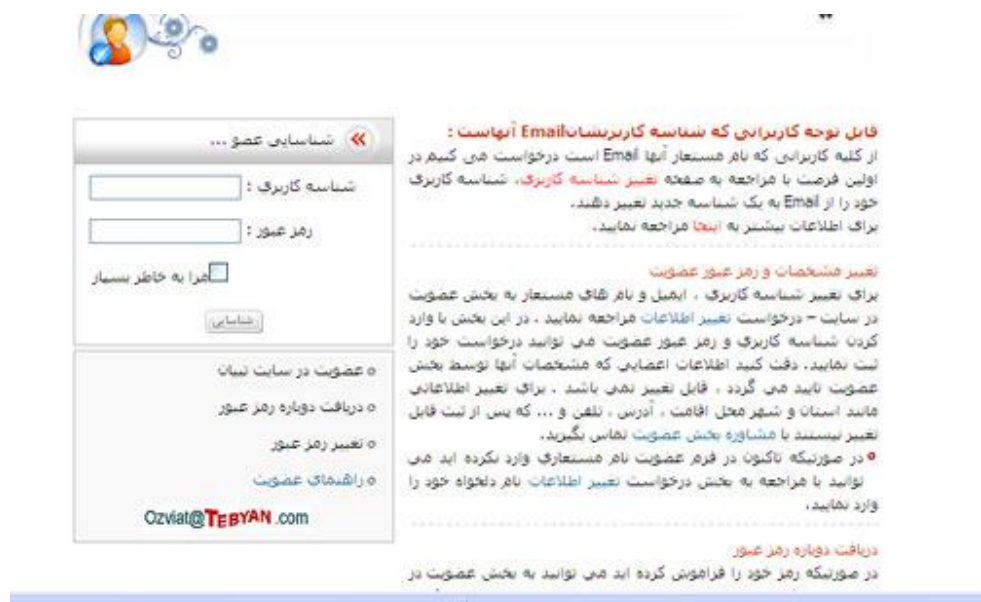 قابل توجه کاربرانی که شناسه کاربریشانEmail آنهاست :
از کلیه کاربرانی که نام مستعار آنها Email است درخواست می کنیم در
اولین فرصت با مراجعه به صفحه تغییر شناسه کاربری، شناسه کاربری
خود را از Email به یک شناسه جدید تغییر دهند.
برای اطلاعات بیشتر به اینجا مراجعه نمایید.
تغییر مشخصات و رمز عبور عضویت
برای تغییر شناسه کاربری ، ایمیل و نام های مستعار به بخش عضویت
در سایت – درخواست تغییر اطلاعات مراجعه نمایید . در این بخش با وارد
کردن شناسه کاربری و رمز عبور عضویت می توانید درخواست خود را
ثبت نمایید. دقت کنید اطلاعات اعضایی که مشخصات آنها توسط بخش
عضویت تایید می گردد ، قابل تغییر نمی باشد . برای تغییر اطلاعاتی
مانند استان و شهر محل اقامت ، آدرس ، تلفن و ... که پس از ثبت قابل
تغییر نیستند با مشاوره بخش عضویت تماس بگیرید.
در صورتیکه تاکنون در فرم عضویت نام مستعاری وارد نکرده اید می
توانید با مراجعه به بخش درخواست تغییر اطلاعات نام دلخواه خود را
وارد نمایید.
دریافت دوباره رمز عبور
در صورتیکه رمز خود را فراموش کرده اید می توانید به بخش عضویت در
شناسایی عضو ...
شناسه کاربری :
رمز عبور :
مرا به خاطر بسپار
شناسایی
عضویت در سایت تبیان
دریافت دوباره رمز عبور
تغییر رمز عبور
راهنمای عضویت
Ozviat@TEBYAN.com